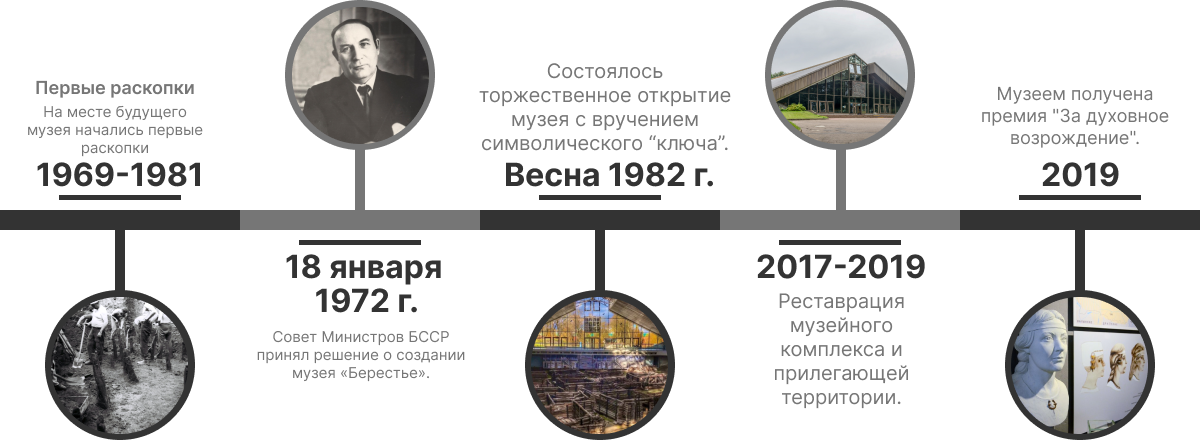 Первые раскопки
На месте будущего
музея начались первые
раскопки
1969-1981
18 января
1972 г.
Совет Министров БССР
принял решение о создании
музея «Берестье».
Состоялось
торжественное открытие
музея с вручением
символического “ключа”.
Весна 1982 г.
2017-2019
Реставрация
музейного
комплекса и
прилегающей
территории.
Музеем получена
премия "За духовное
возрождение".
2019